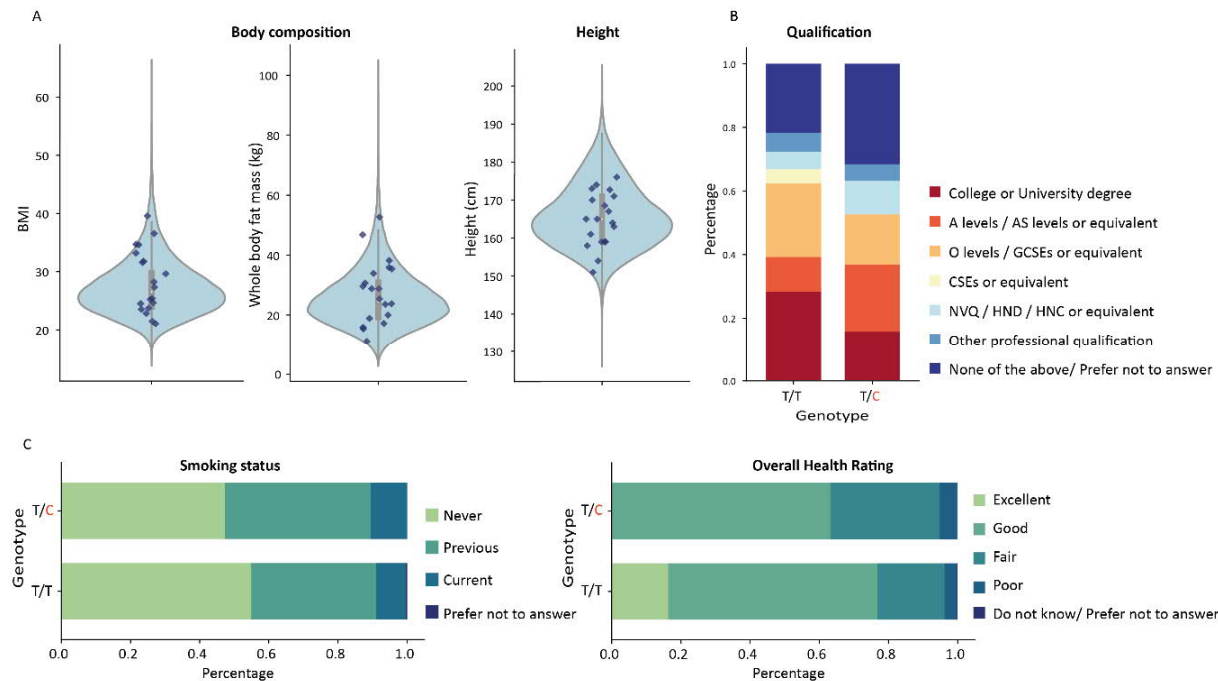 A
Body composition
Height
B
Qualification
BMI
60
50
40
30
20
Whole body fat mass (kg)
100
80
60
40
20
0
Height (cm)
200
190
180
170
160
150
140
130
Percentage
1.0
0.8
0.6
0.4
0.2
0.0
T/T
T/C
Genotype
College or University degree
A levels / AS levels or equivalent
O levels / GCSEs or equivalent
CSEs or equivalent
NVQ / HND / HNC or equivalent
Other professional qualification
None of the above/ Prefer not to answer
C
Smoking status
Genotype
T/C
T/T
0.0 0.2 0.4 0.6 0.8 1.0
Percentage
Never
Previous
Current
Prefer not to answer
Overall Health Rating
Genotype
T/C
T/T
0.0 0.2 0.4 0.6 0.8 1.0
Percentage
Excellent
Good
Fair
Poor
Do not know/ Prefer not to answer